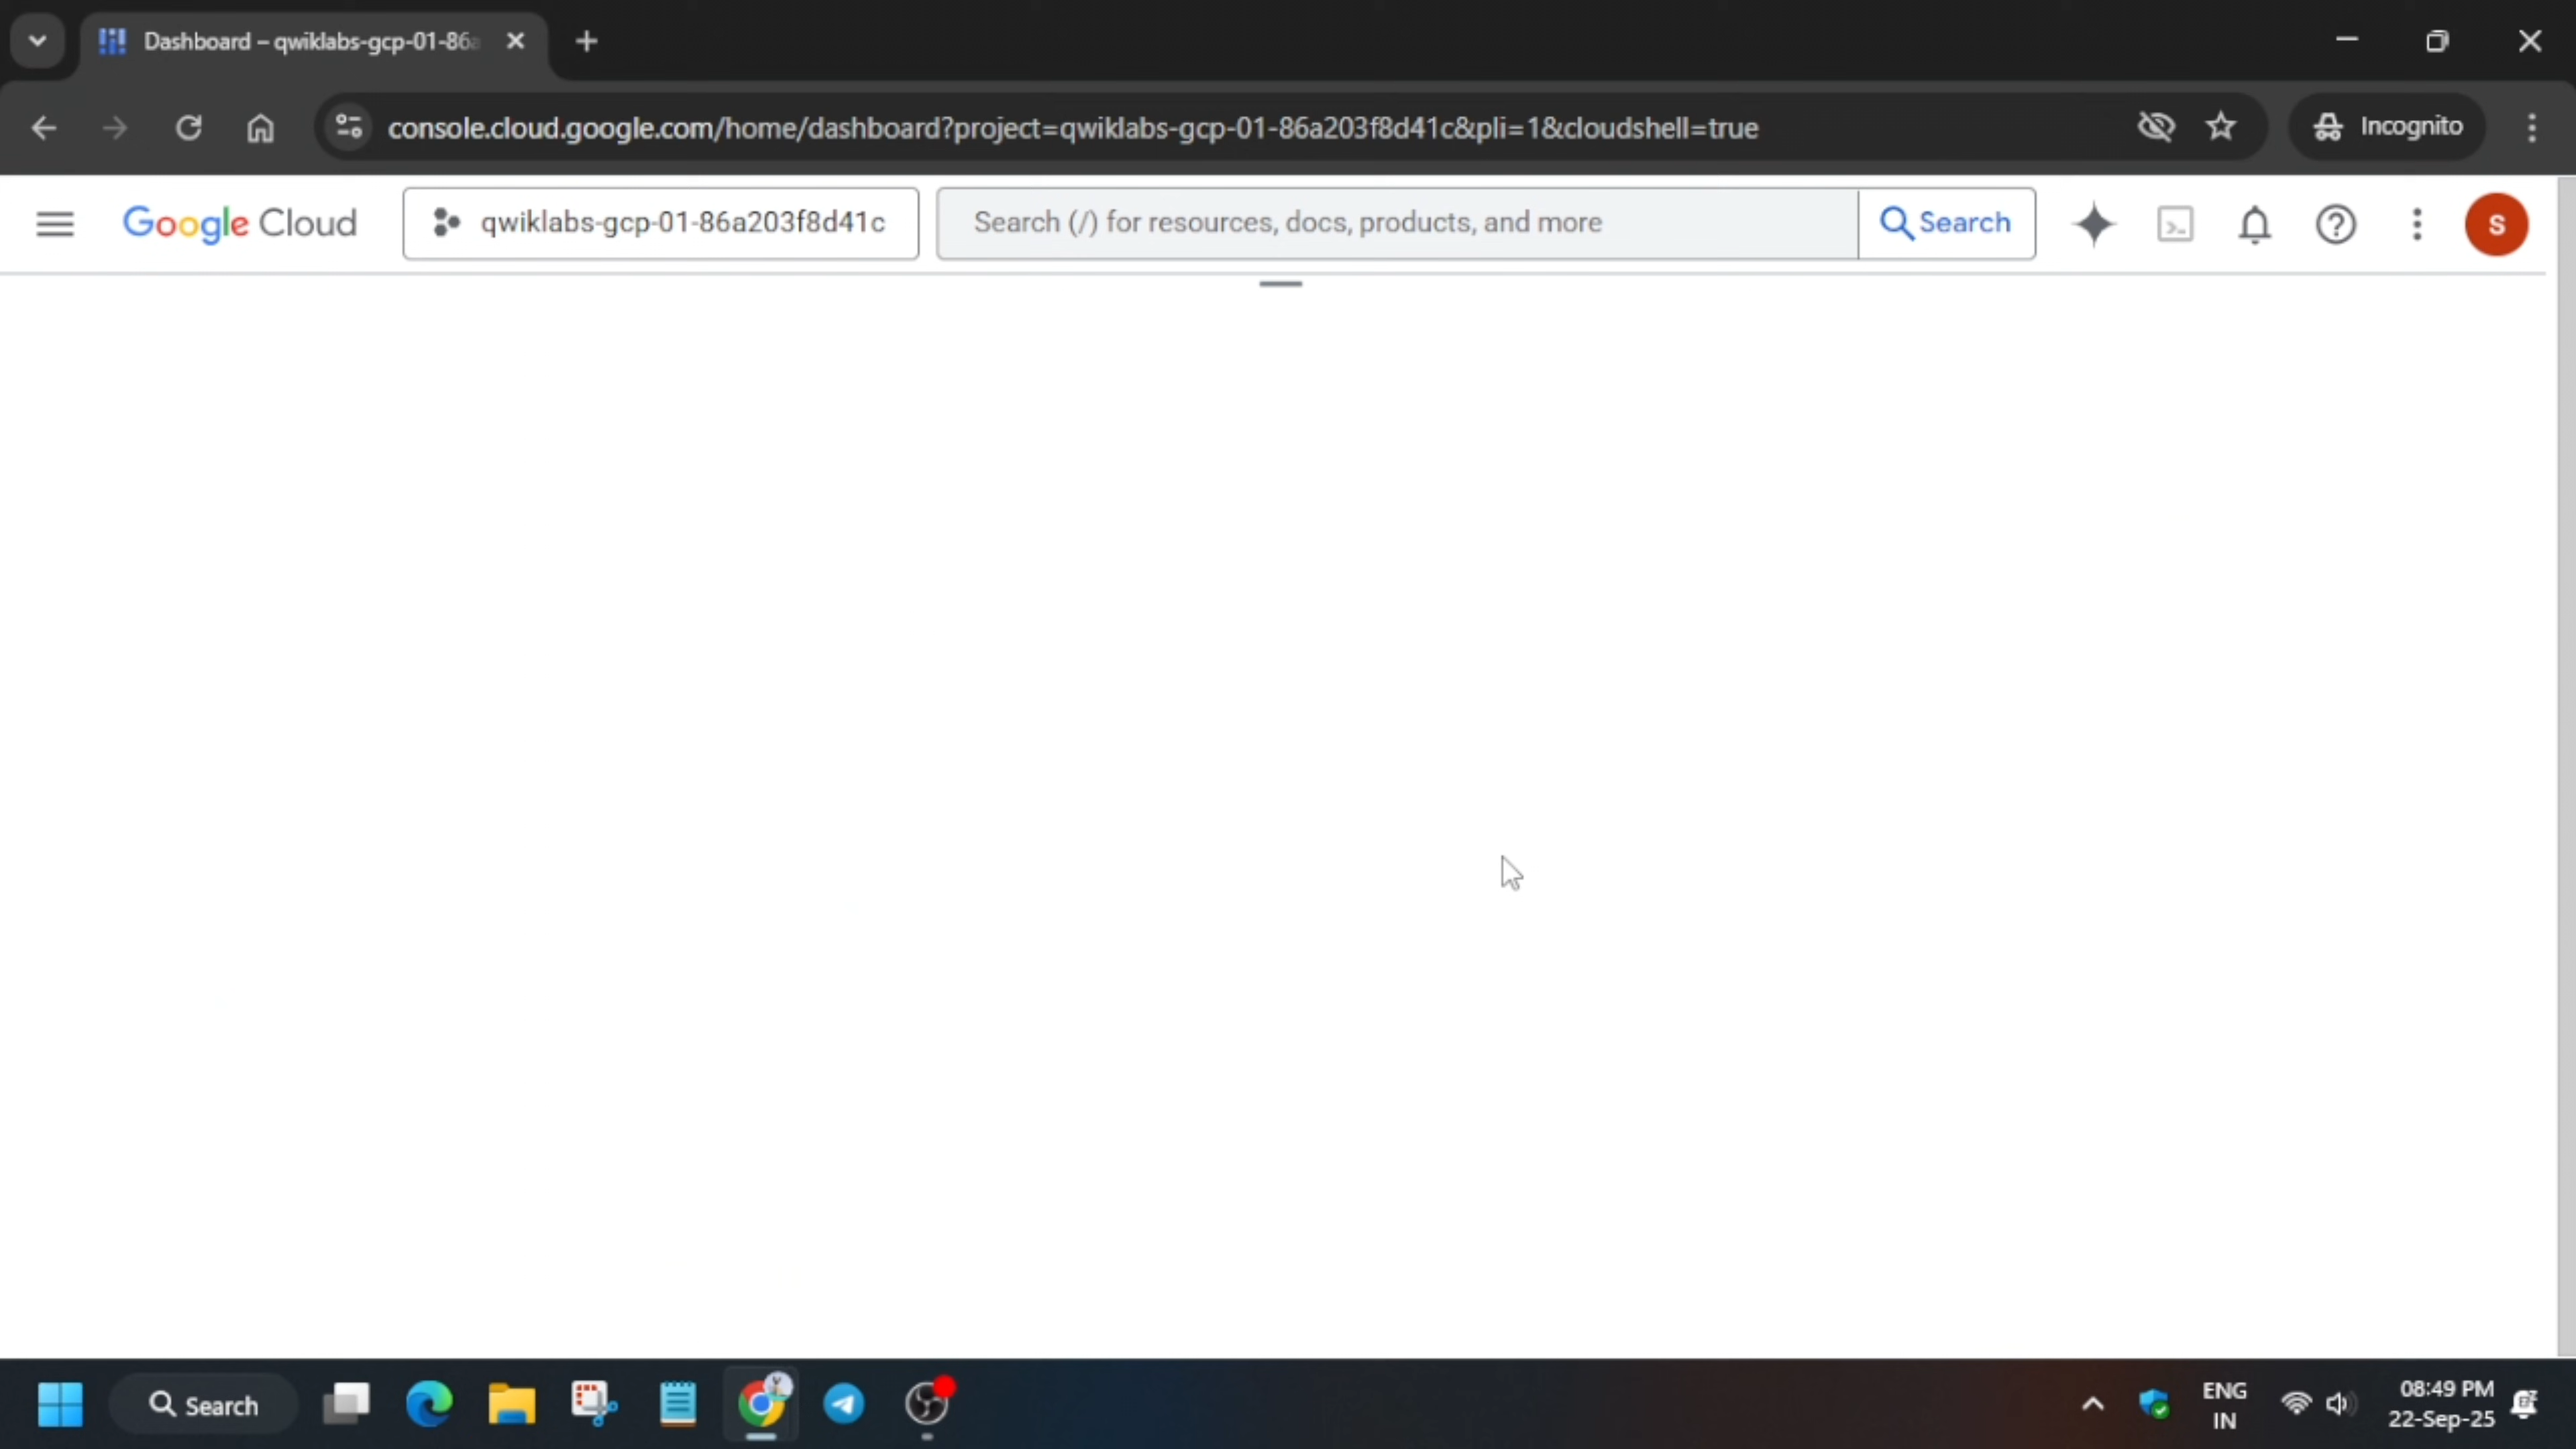 Dashboard – qwiklabs-gcp-01-86a
console.cloud.google.com/home/dashboard?project=qwiklabs-gcp-01-86a203f8d41c&pli=1&cloudshell=true
Incognito
Google Cloud
qwiklabs-gcp-01-86a203f8d41c
Search (/) for resources, docs, products, and more
Search
S
Search
ENG
IN
08:49 PM
22-Sep-25